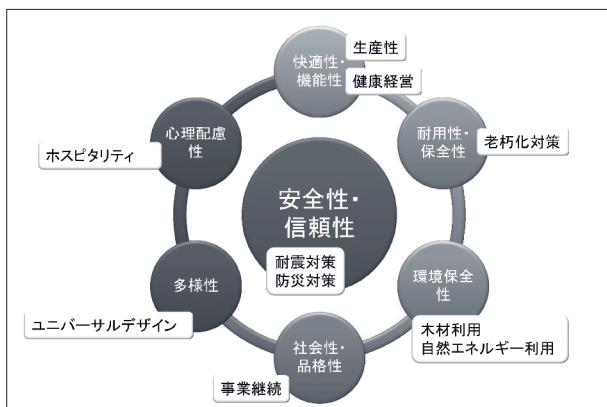 快適性・
機能性
生産性
健康経営
耐用性・
保全性
老朽化対策
環境保全
性
木材利用
自然エネルギー利用
社会性・
品格性
事業継続
多様性
ユニバーサルデザイン
心理配慮
性
ホスピタリティ
安全性・
信頼性
耐震対策
防災対策